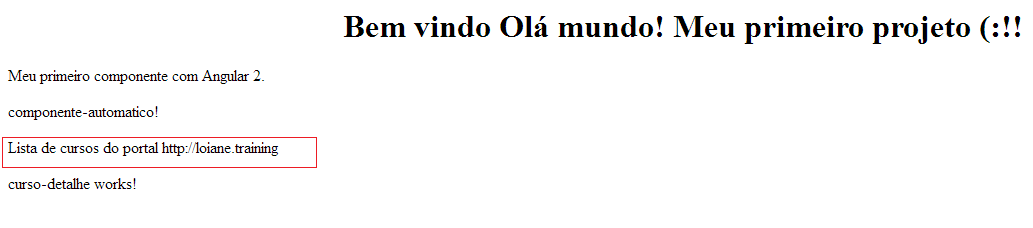 Bem vindo Olá mundo! Meu primeiro projeto (:!!
Meu primeiro componente com Angular 2.
componente-automatico!
Lista de cursos do portal http://loiane.training
curso-detalhe works!